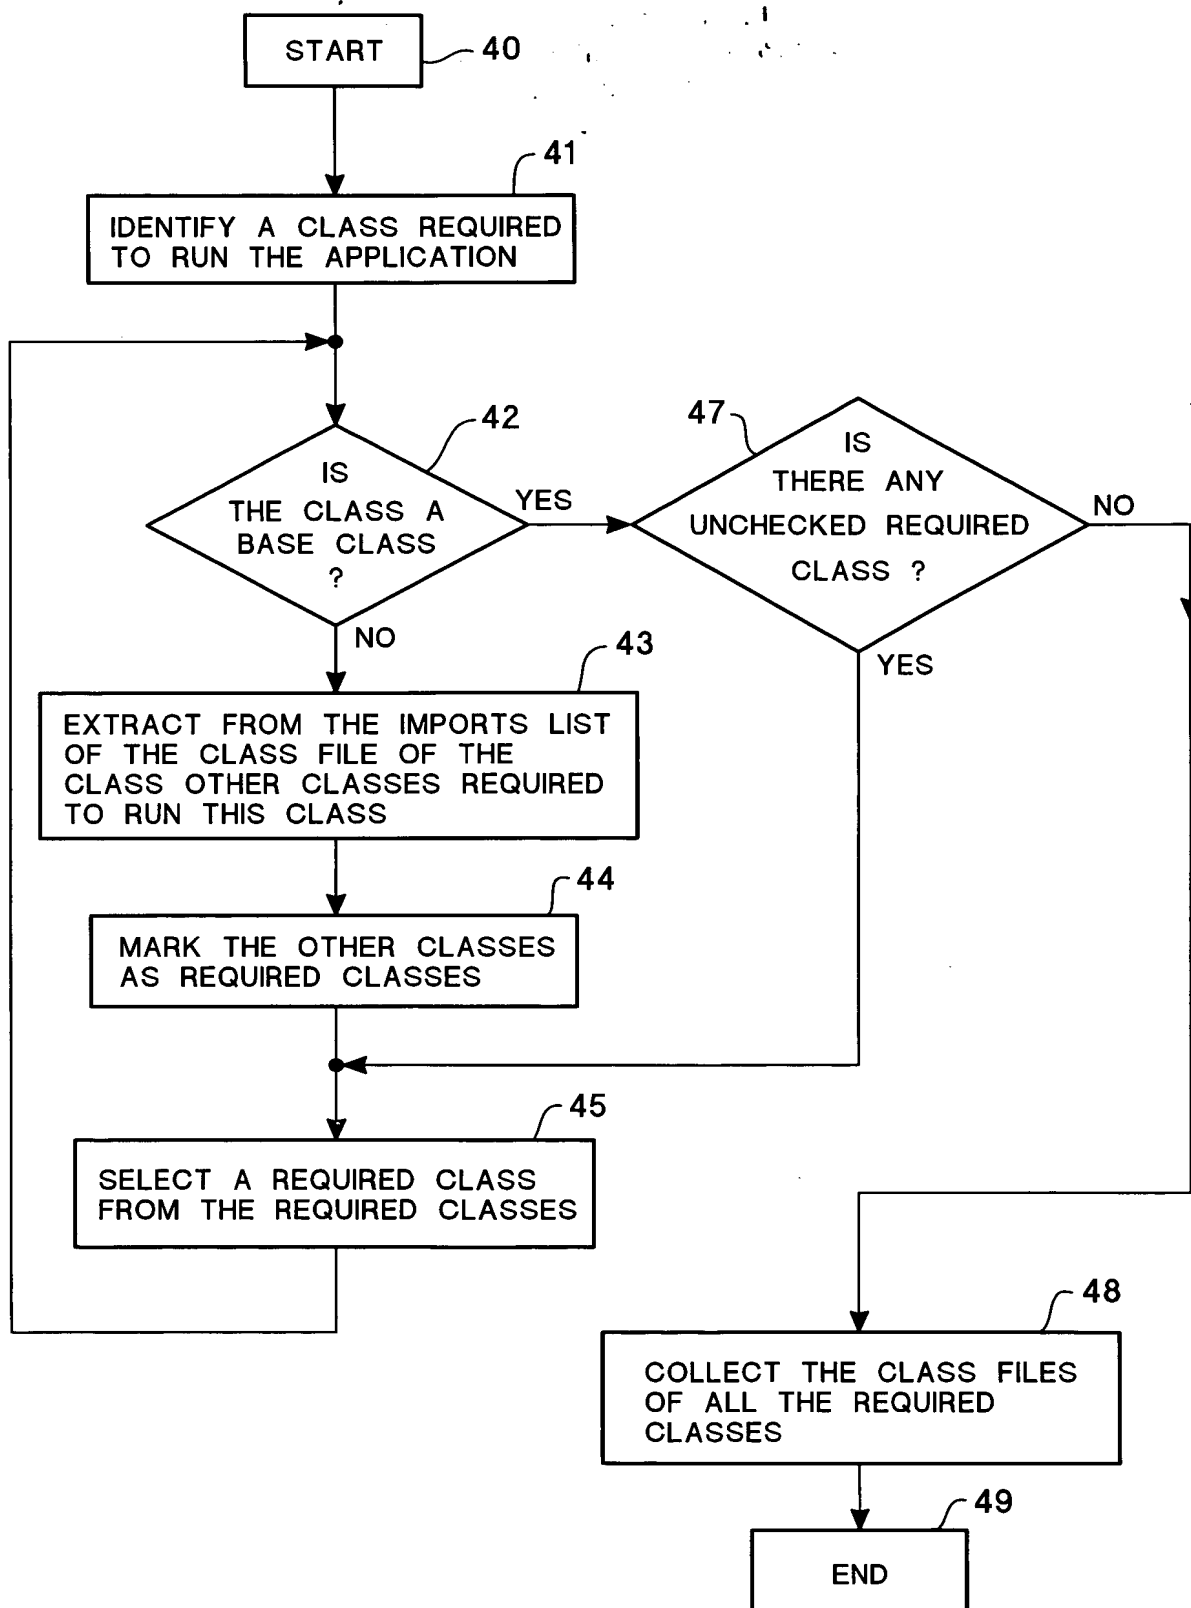 START
40
41
IDENTIFY A CLASS REQUIRED
TO RUN THE APPLICATION
42
IS
THE CLASS A
BASE CLASS
?
YES
NO
47
IS
THERE ANY
UNCHECKED REQUIRED
CLASS ?
NO
YES
43
EXTRACT FROM THE IMPORTS LIST
OF THE CLASS FILE OF THE
CLASS OTHER CLASSES REQUIRED
TO RUN THIS CLASS
44
MARK THE OTHER CLASSES
AS REQUIRED CLASSES
45
SELECT A REQUIRED CLASS
FROM THE REQUIRED CLASSES
48
COLLECT THE CLASS FILES
OF ALL THE REQUIRED
CLASSES
49
END